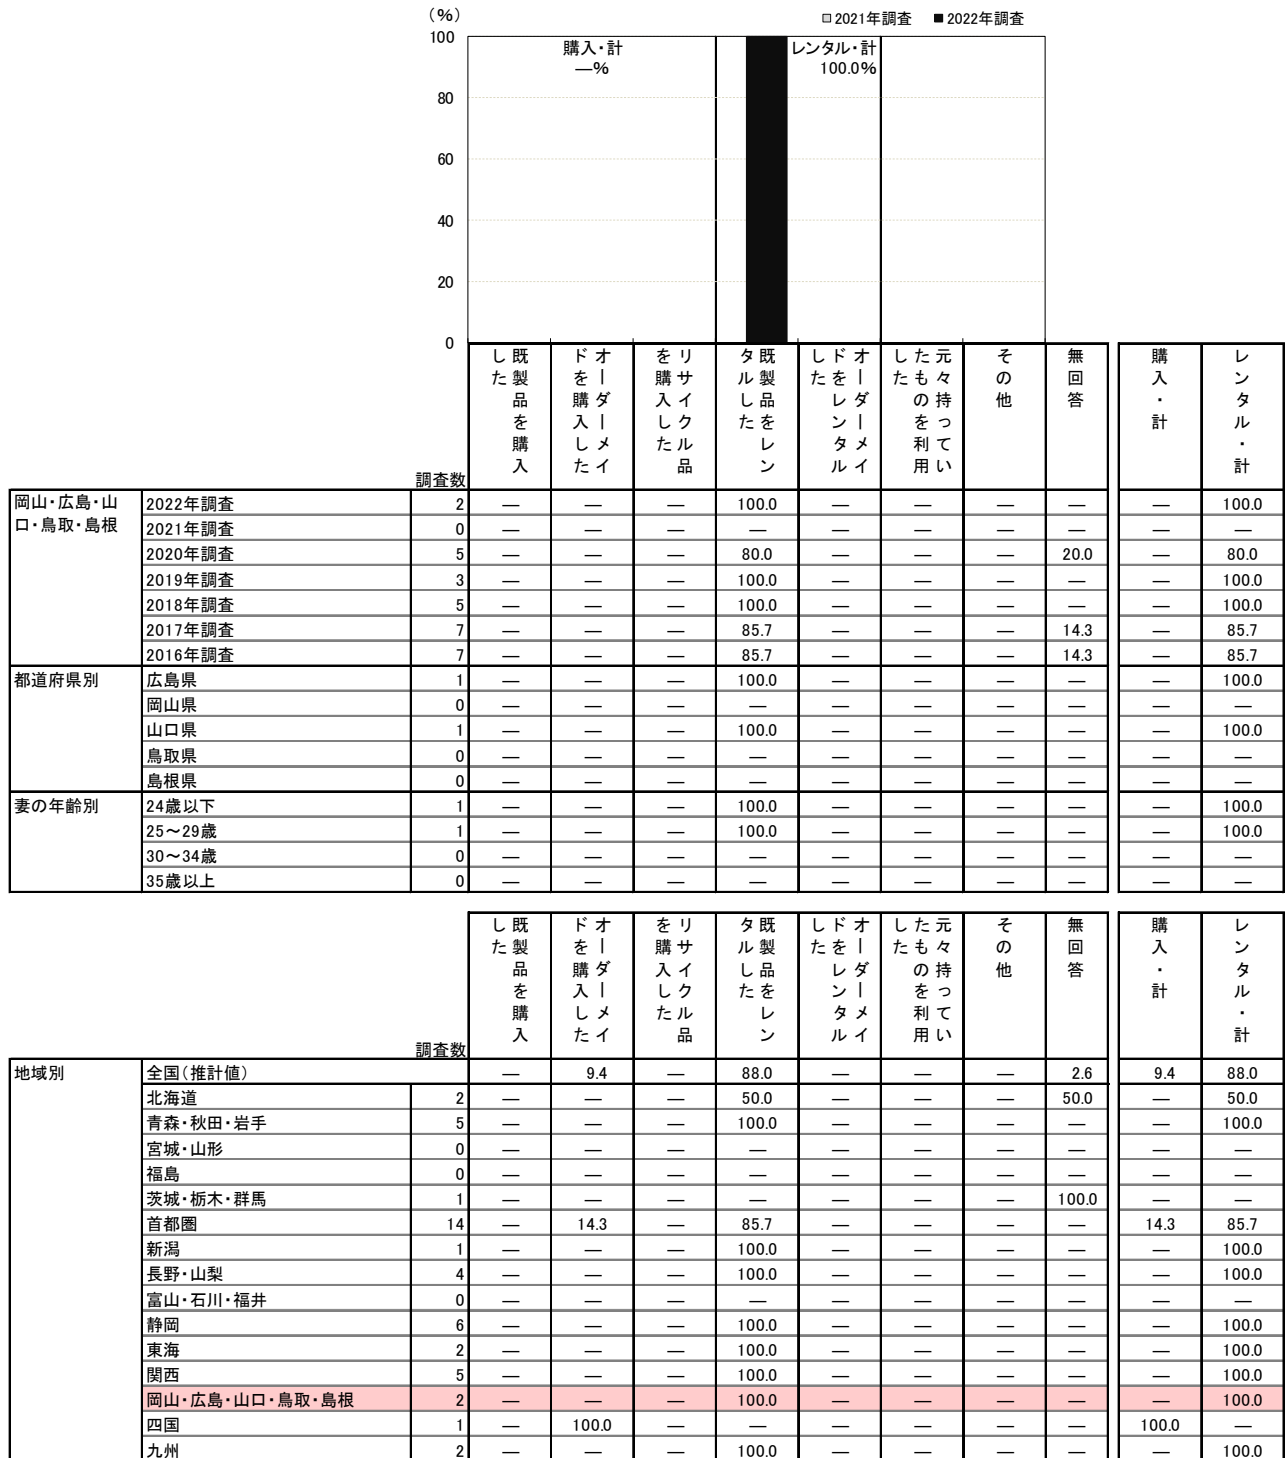 (%)
□2021年調査 ■2022年調査
100
80
60
40
20
0
購入・計
―%
レンタル・計
100.0%
既製品を購入した
オーダーメイドを購入した
リサイクル品を購入した
既製品をレンタルした
オーダーメイドをレンタルした
元々持っていたものを利用した
その他
無回答
購入・計
レンタル・計
調査数
岡山・広島・山口・鳥取・島根
2022年調査 2 ― ― ― 100.0 ― ― ― ― ― 100.0
2021年調査 0 ― ― ― ― ― ― ― ― ― ―
2020年調査 5 ― ― ― 80.0 ― ― ― 20.0 ― 80.0
2019年調査 3 ― ― ― 100.0 ― ― ― ― ― 100.0
2018年調査 5 ― ― ― 100.0 ― ― ― ― ― 100.0
2017年調査 7 ― ― ― 85.7 ― ― ― 14.3 ― 85.7
2016年調査 7 ― ― ― 85.7 ― ― ― 14.3 ― 85.7
都道府県別
広島県 1 ― ― ― 100.0 ― ― ― ― ― 100.0
岡山県 0 ― ― ― ― ― ― ― ― ― ―
山口県 1 ― ― ― 100.0 ― ― ― ― ― 100.0
鳥取県 0 ― ― ― ― ― ― ― ― ― ―
島根県 0 ― ― ― ― ― ― ― ― ― ―
妻の年齢別
24歳以下 1 ― ― ― 100.0 ― ― ― ― ― 100.0
25～29歳 1 ― ― ― 100.0 ― ― ― ― ― 100.0
30～34歳 0 ― ― ― ― ― ― ― ― ― ―
35歳以上 0 ― ― ― ― ― ― ― ― ― ―
既製品を購入した
オーダーメイドを購入した
リサイクル品を購入した
既製品をレンタルした
オーダーメイドをレンタルした
元々持っていたものを利用した
その他
無回答
購入・計
レンタル・計
調査数
地域別
全国(推計値) ― 9.4 ― 88.0 ― ― ― 2.6 9.4 88.0
北海道 2 ― ― ― 50.0 ― ― ― 50.0 ― 50.0
青森・秋田・岩手 5 ― ― ― 100.0 ― ― ― ― ― 100.0
宮城・山形 0 ― ― ― ― ― ― ― ― ― ―
福島 0 ― ― ― ― ― ― ― ― ― ―
茨城・栃木・群馬 1 ― ― ― ― ― ― ― 100.0 ― ―
首都圏 14 ― 14.3 ― 85.7 ― ― ― ― 14.3 85.7
新潟 1 ― ― ― 100.0 ― ― ― ― ― 100.0
長野・山梨 4 ― ― ― 100.0 ― ― ― ― ― 100.0
富山・石川・福井 0 ― ― ― ― ― ― ― ― ― ―
静岡 6 ― ― ― 100.0 ― ― ― ― ― 100.0
東海 2 ― ― ― 100.0 ― ― ― ― ― 100.0
関西 5 ― ― ― 100.0 ― ― ― ― ― 100.0
岡山・広島・山口・鳥取・島根 2 ― ― ― 100.0 ― ― ― ― ― 100.0
四国 1 ― 100.0 ― ― ― ― ― ― 100.0 ―
九州 2 ― ― ― 100.0 ― ― ― ― ― 100.0